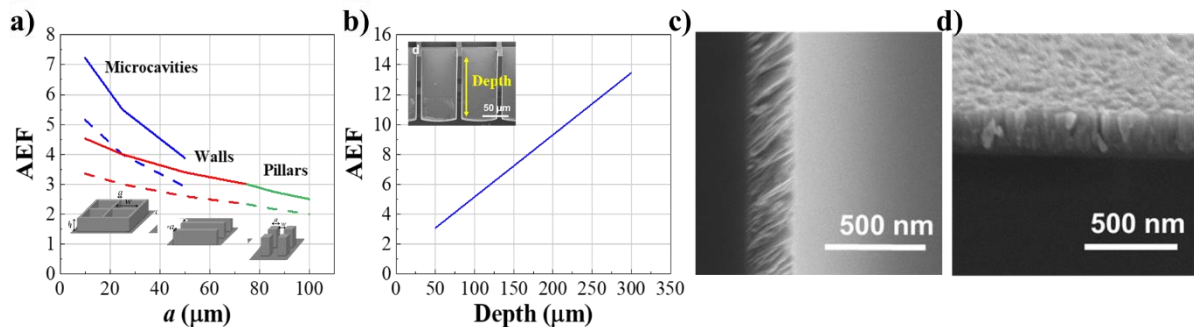 a)
8
7
6
5
4
3
2
1
0
AEF
Microcavities
Walls
Pillars
a
w
h
a
w
0 20 40 60 80 100
a (μm)
b)
16
14
12
10
8
6
4
2
0
AEF
d
Depth
50 μm
0 50 100 150 200 250 300 350
Depth (μm)
c)
500 nm
d)
500 nm